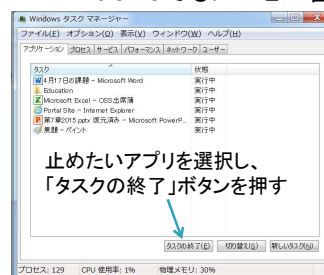 Windows タスク マネージャー
ファイル(F) オプション(O) 表示(V) ウィンドウ(W) ヘルプ(H)
アプリケーション プロセス サービス パフォーマンス ネットワーク ユーザー
タスク 状態
4月17日の課題 - Microsoft Word 実行中
Education 実行中
Microsoft Excel - OSS出席簿 実行中
Portal Site - Internet Explorer 実行中
第7章2015.pptx 復元済み - Microsoft PowerP... 実行中
無題 - ペイント 実行中
止めたいアプリを選択し、
「タスクの終了」ボタンを押す
タスクの終了(E) 切り替え(S) 新しいタスク(N)...
プロセス: 129 CPU 使用率: 1% 物理メモリ: 30%